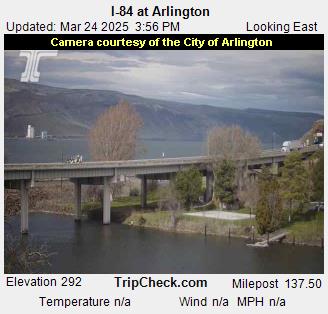 I-84 at Arlington
Updated: Mar 24 2025 3:56 PM Looking East
Camera courtesy of the City of Arlington
Elevation 292 TripCheck.com Milepost 137.50
Temperature n/a Wind n/a MPH n/a